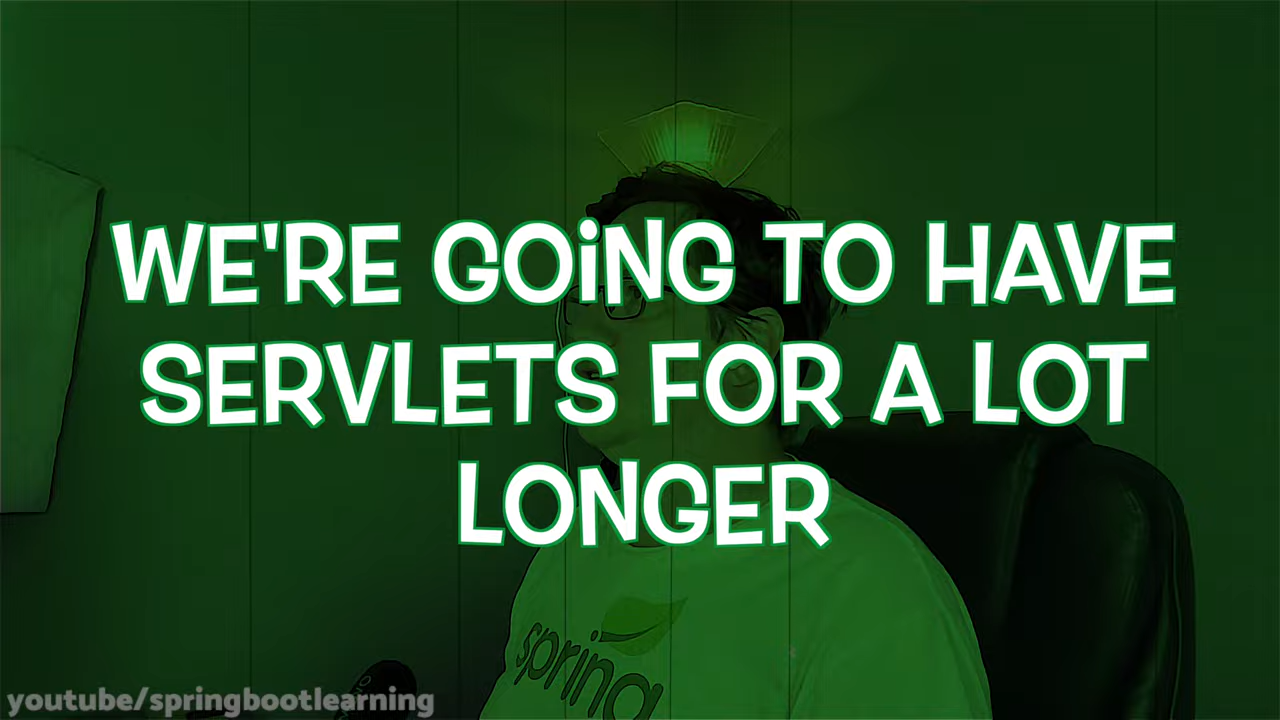 WE'RE GOiNG TO HAVE
SERVLETS FOR A LOT
LONGER
spring
youtube/springbootlearning